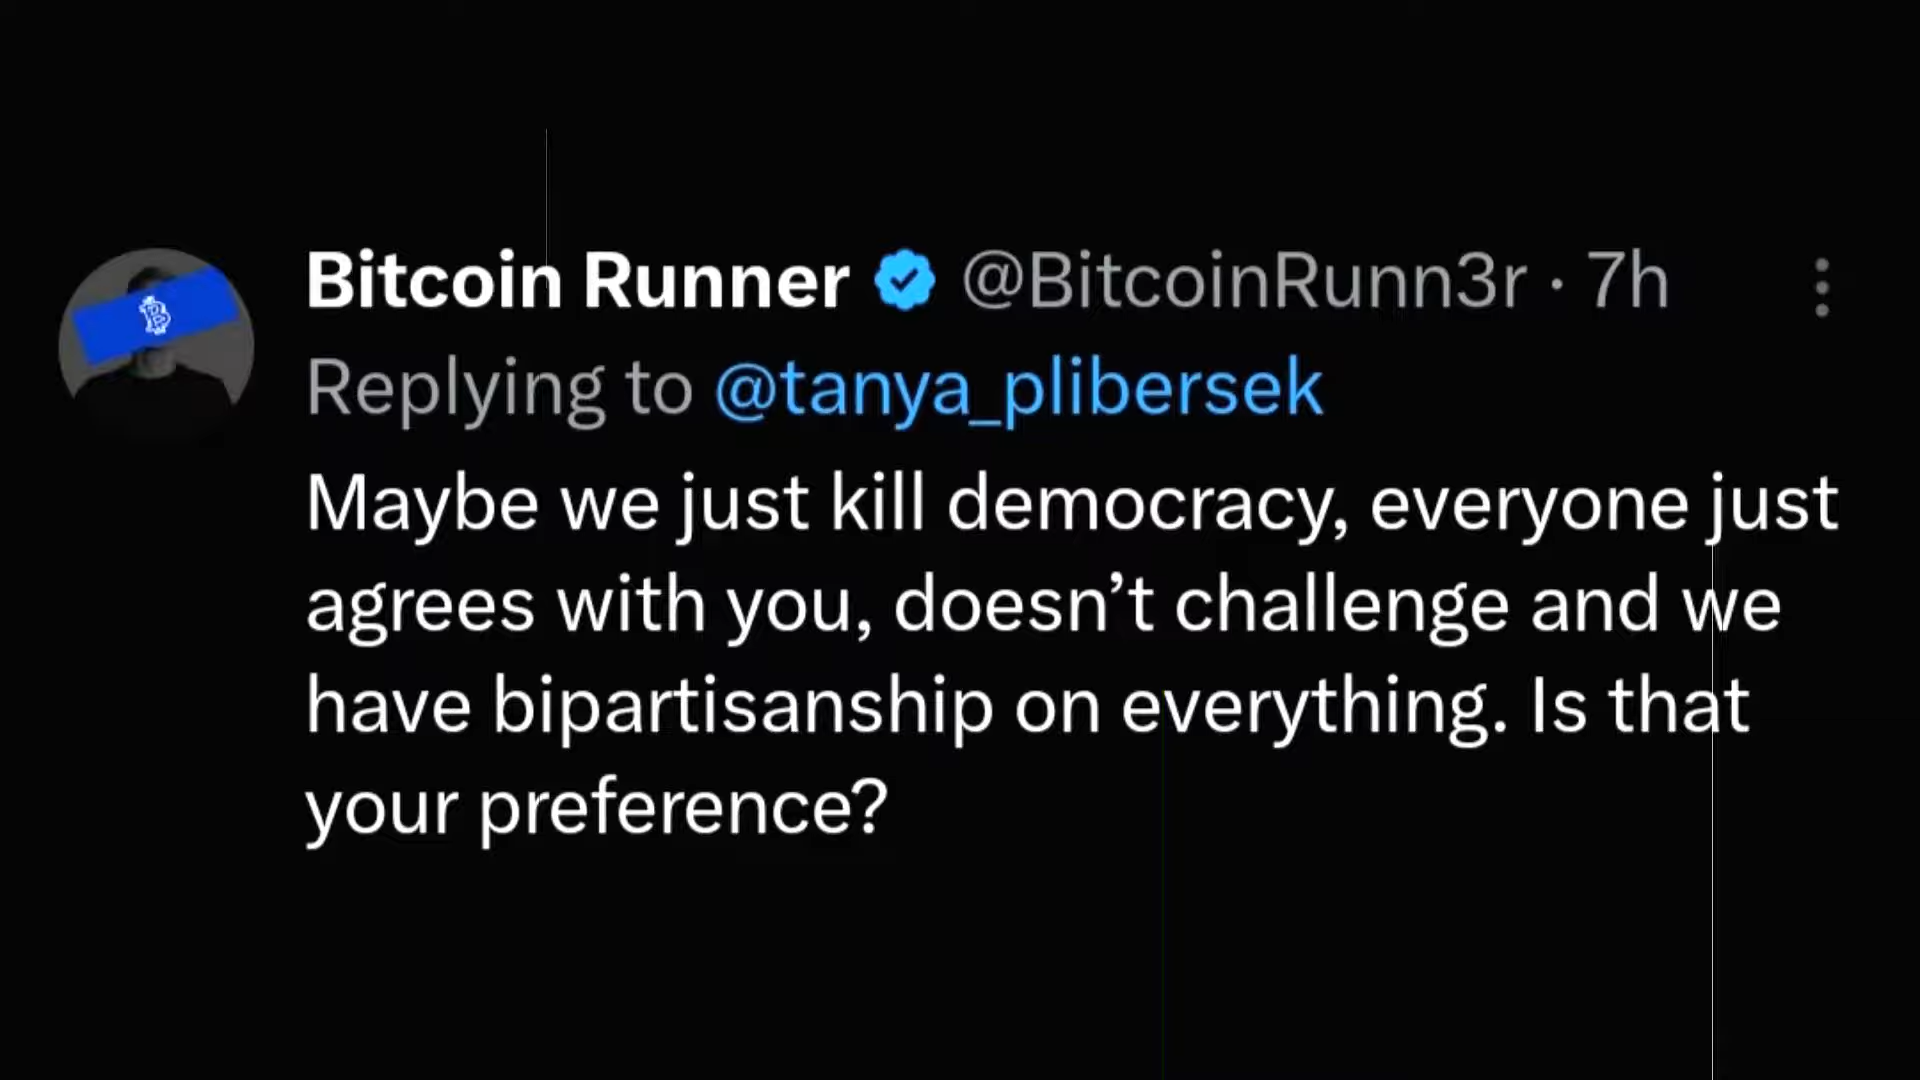 Bitcoin Runner @BitcoinRunn3r · 7h
Replying to @tanya_plibersek
Maybe we just kill democracy, everyone just
agrees with you, doesn’t challenge and we
have bipartisanship on everything. Is that
your preference?